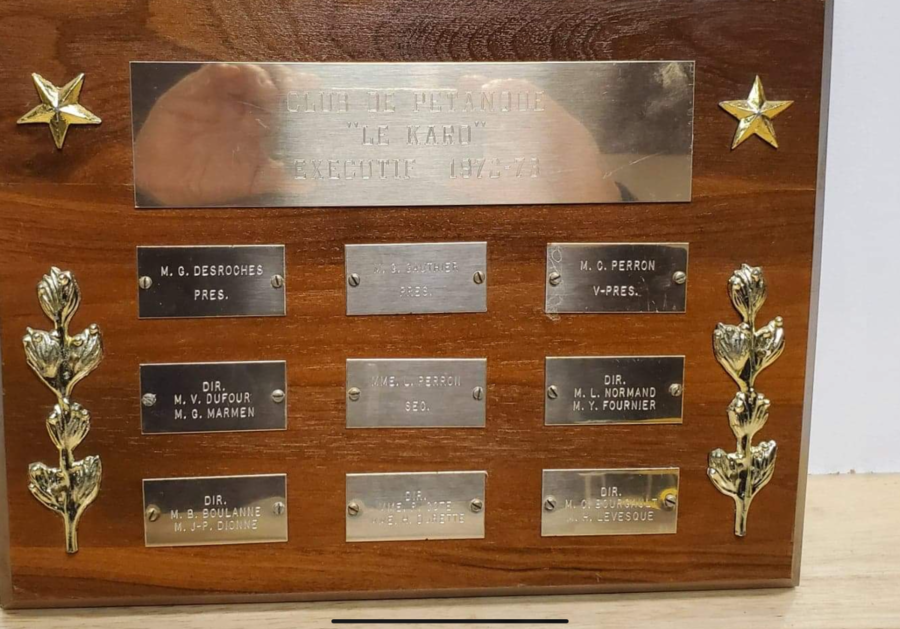 CLUB DE PETANQUE
"LE KARO"
EXECUTIF
M. G. DESROCHES
PRES.
M. G. GAUTHIER
PRES.
M. C. PERRON
V-PRES.
DIR.
M. V. DUFOUR
M. G. MARMEN
MME. L. PERRON
SEC.
DIR.
M. L. NORMAND
M. Y. FOURNIER
DIR.
M. B. BOULANNE
M. J-P. DIONNE
DIR.
DIR.
LEVESQUE